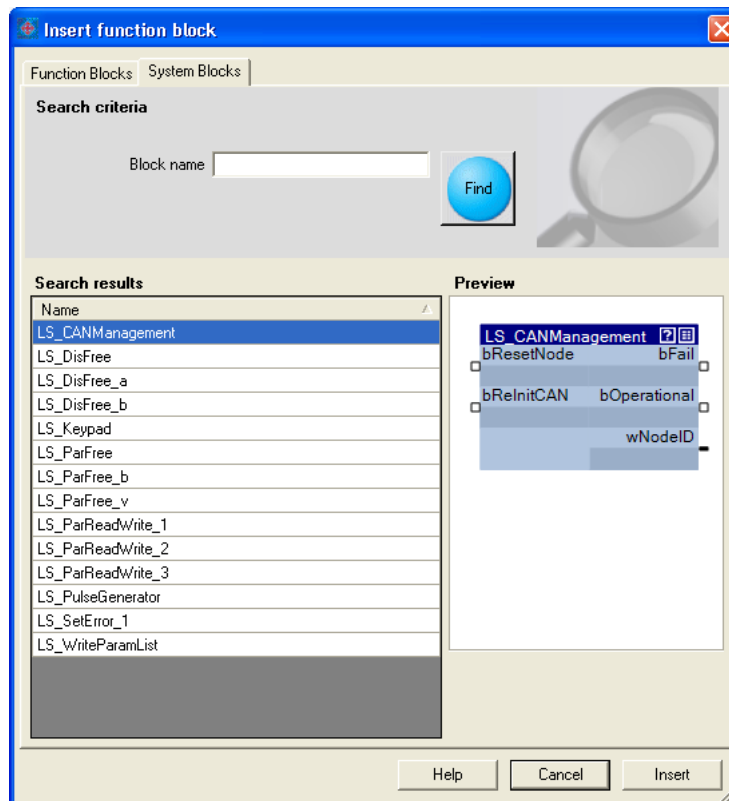 Insert function block
Function Blocks System Blocks
Search criteria
Block name
Find
Search results
Name
LS_CANManagement
LS_DisFree
LS_DisFree_a
LS_DisFree_b
LS_Keypad
LS_ParFree
LS_ParFree_b
LS_ParFree_v
LS_ParReadWrite_1
LS_ParReadWrite_2
LS_ParReadWrite_3
LS_PulseGenerator
LS_SetError_1
LS_WriteParamList
Preview
LS_CANManagement ?
bResetNode bFail
bReInitCAN bOperational
wNodeID
Help Cancel Insert